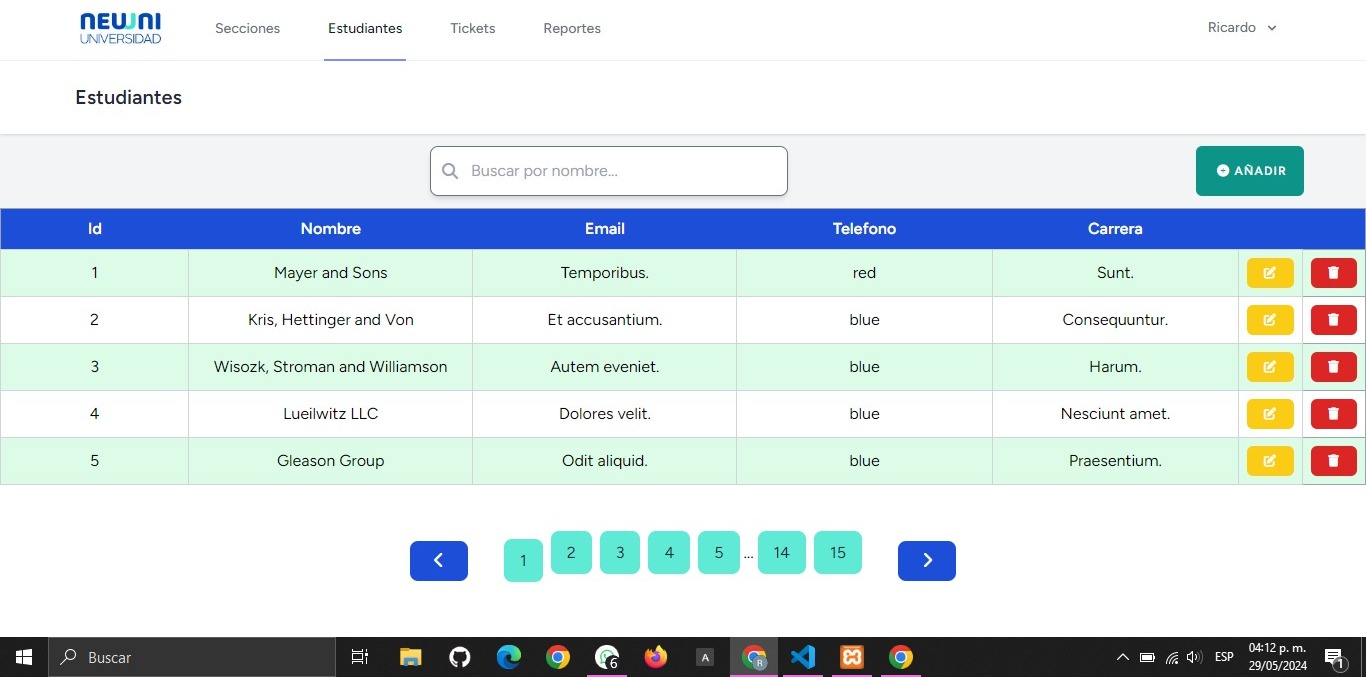 NEWNI
UNIVERSIDAD
Secciones Estudiantes Tickets Reportes Ricardo
Estudiantes
Buscar por nombre... AÑADIR
Id Nombre Email Telefono Carrera
1 Mayer and Sons Temporibus. red Sunt.
2 Kris, Hettinger and Von Et accusantium. blue Consequuntur.
3 Wisozk, Stroman and Williamson Autem eveniet. blue Harum.
4 Lueilwitz LLC Dolores velit. blue Nesciunt amet.
5 Gleason Group Odit aliquid. blue Praesentium.
1 2 3 4 5 ... 14 15
Buscar 6 A R ESP 04:12 p. m. 1
29/05/2024